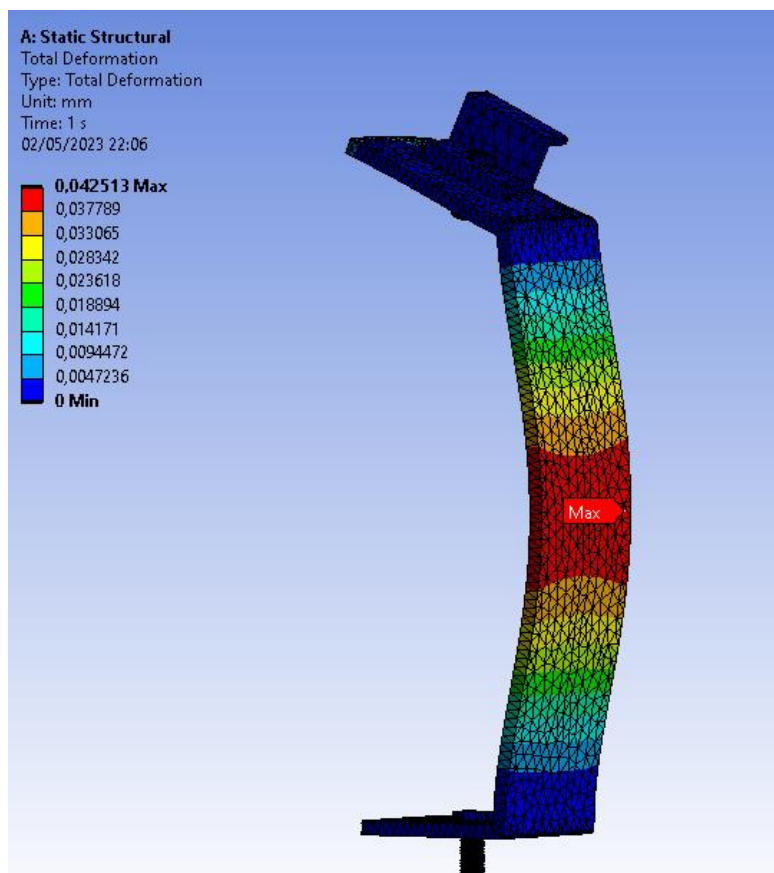 A: Static Structural
Total Deformation
Type: Total Deformation
Unit: mm
Time: 1 s
02/05/2023 22:06
0,042513 Max
0,037789
0,033065
0,028342
0,023618
0,018894
0,014171
0,0094472
0,0047236
0 Min
Max